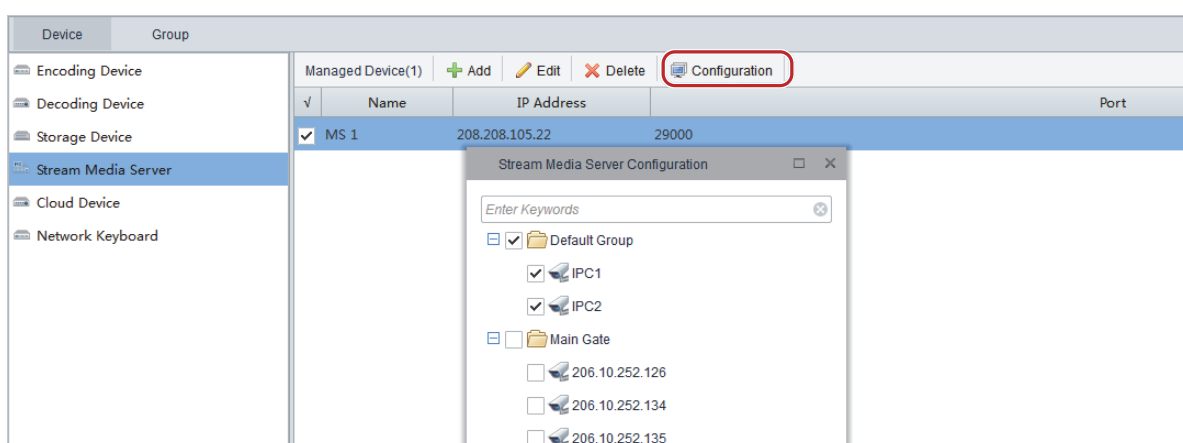 Device Group
Encoding Device
Decoding Device
Storage Device
Stream Media Server
Cloud Device
Network Keyboard
Managed Device(1) Add Edit Delete Configuration
√ Name IP Address Port
MS 1 208.208.105.22 29000
Stream Media Server Configuration
Enter Keywords
Default Group
IPC1
IPC2
Main Gate
206.10.252.126
206.10.252.134
206.10.252.135